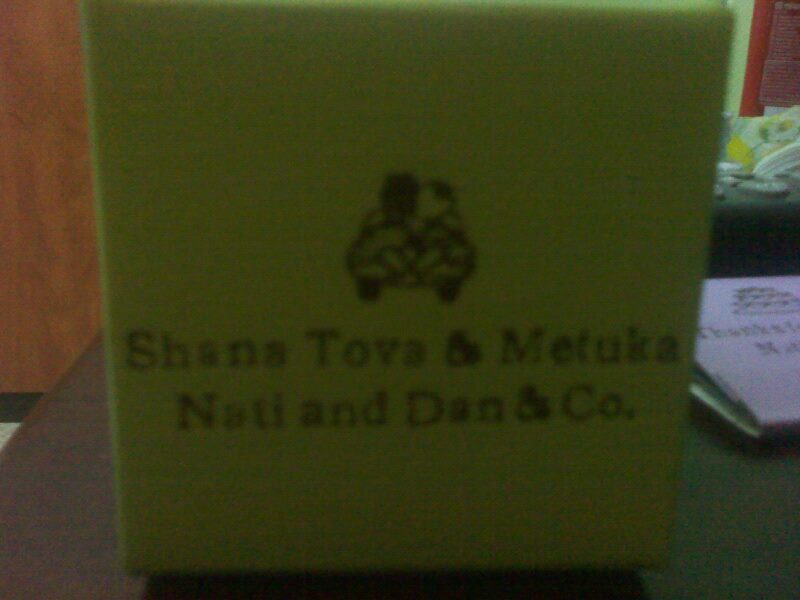 Shana Tova & Metuka
Nati and Dan & Co.